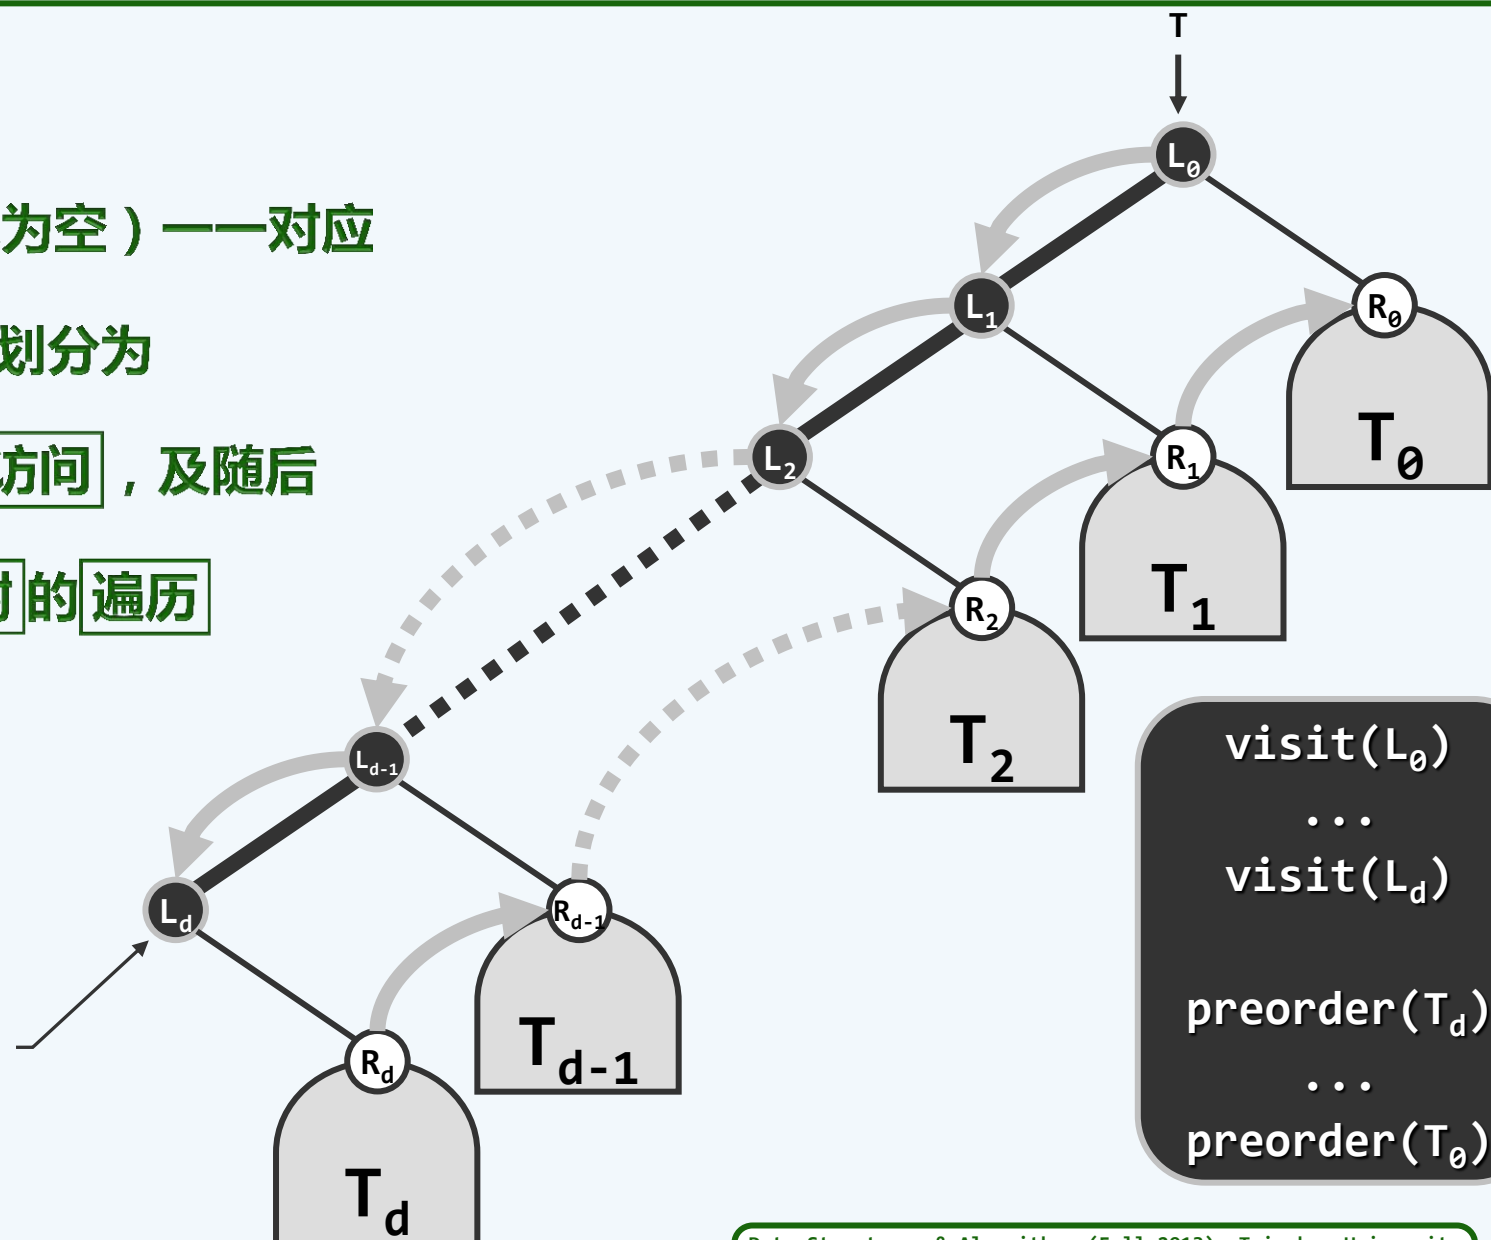 T
L0
为空）一一对应
L1
R0
划分为
T0
L2
R1
访问，及随后
T1
的 遍历
R2
T2
visit(L0)
Ld-1
...
visit(Ld)
Ld
Rd-1
preorder(Td)
Td-1
Rd
...
preorder(T0)
Td